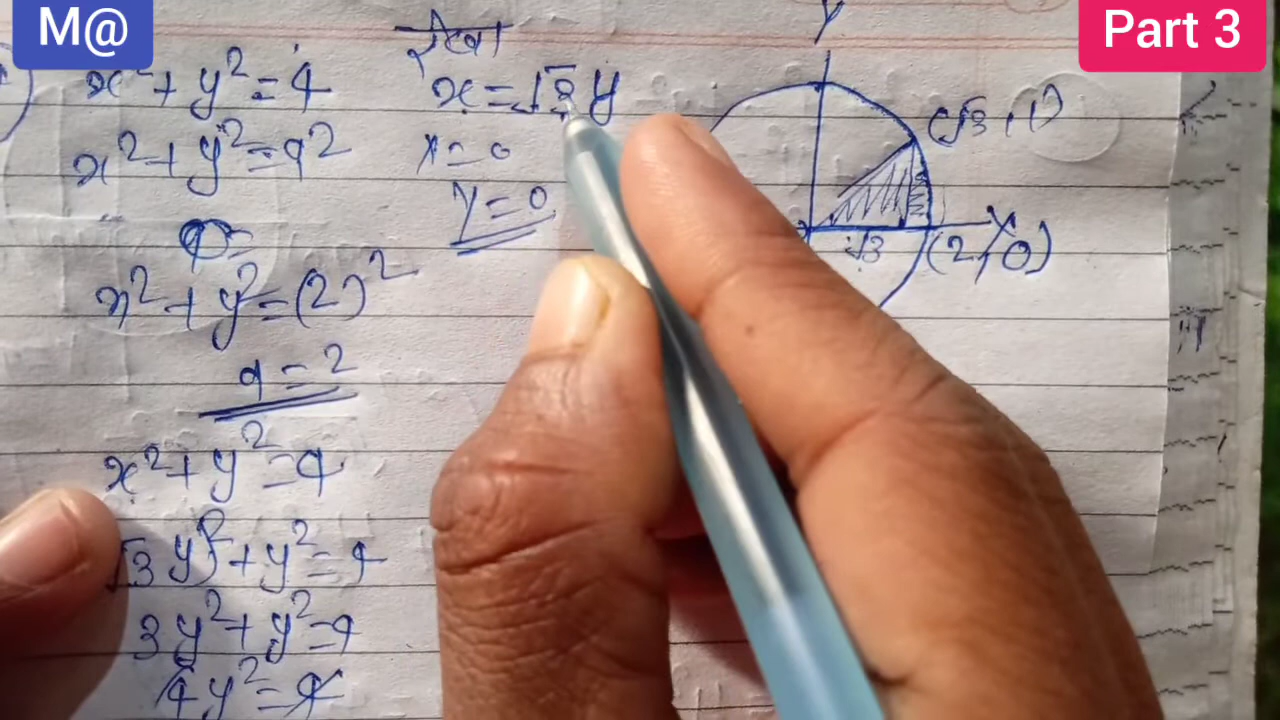 M@
Part 3
x² + y² = 4
x² + y² = a²
x² + y² = (2)²
a = 2
x² + y² = 4
√3 y)² + y² = 4
3y² + y² = 4
4y² = 4
रेखा
x = √3 y
x = 0
y = 0
Y
(√3, 1)
√3
X
(2, 0)